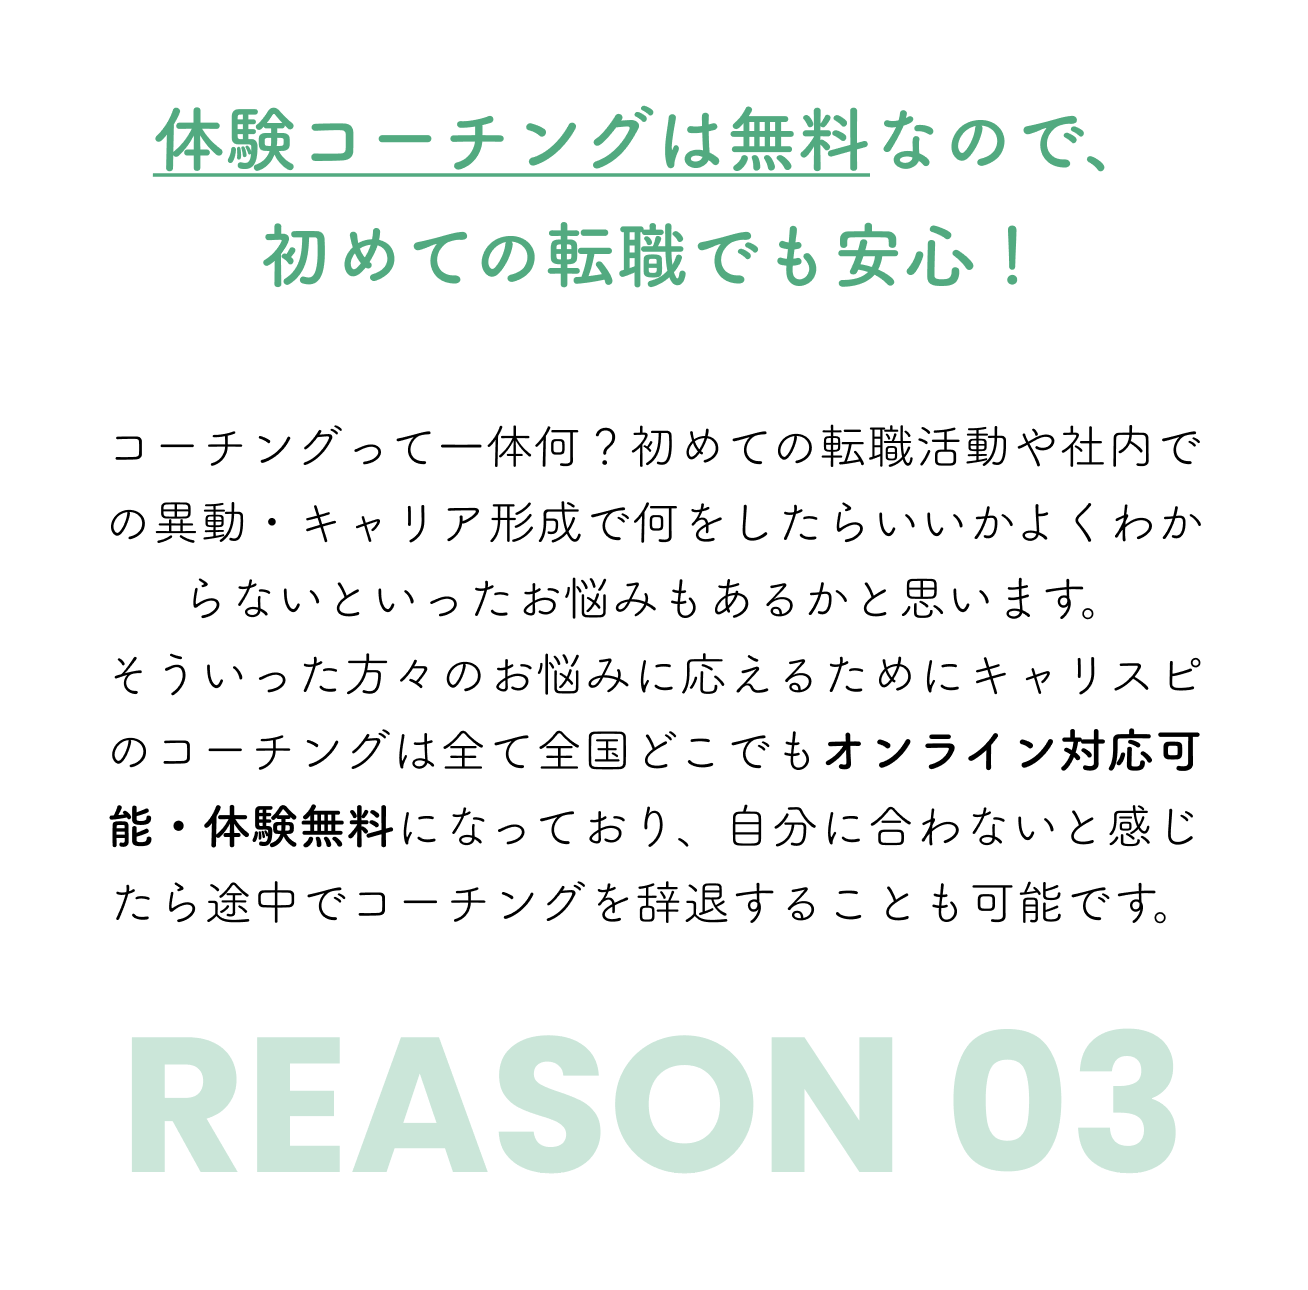 体験コーチングは無料なので、
初めての転職でも安心！
コーチングって一体何？初めての転職活動や社内で
の異動・キャリア形成で何をしたらいいかよくわか
らないといったお悩みもあるかと思います。
そういった方々のお悩みに応えるためにキャリスピ
のコーチングは全て全国どこでもオンライン対応可
能・体験無料になっており、自分に合わないと感じ
たら途中でコーチングを辞退することも可能です。
REASON 03